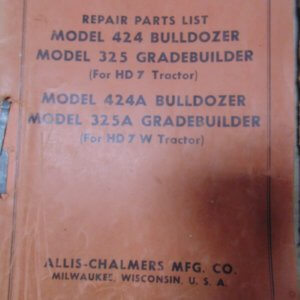 REPAIR PARTS LIST
MODEL 424 BULLDOZER
MODEL 325 GRADEBUILDER
(For HD 7 Tractor)
MODEL 424A BULLDOZER
MODEL 325A GRADEBUILDER
(For HD 7 W Tractor)
ALLIS-CHALMERS MFG. CO.
MILWAUKEE, WISCONSIN, U. S. A.